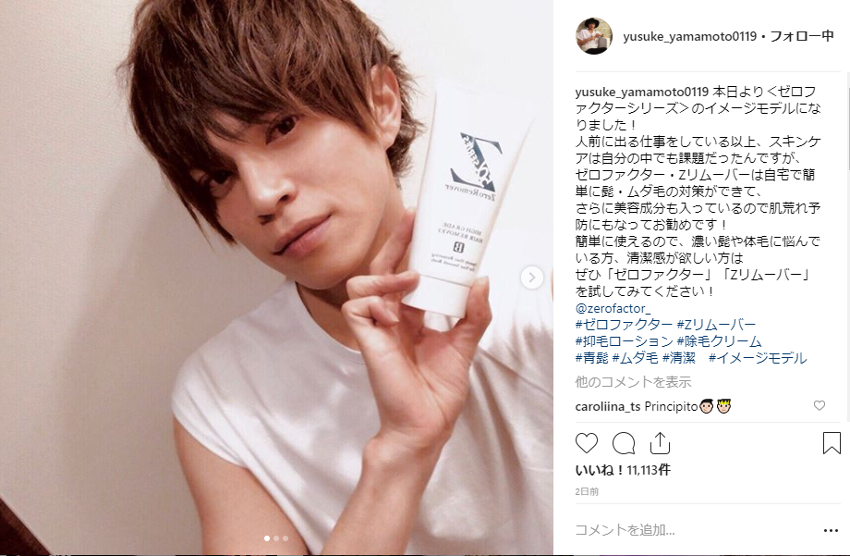 yusuke_yamamoto0119・フォロー中
yusuke_yamamoto0119 本日より＜ゼロフ
ァクターシリーズ＞のイメージモデルにな
りました！
人前に出る仕事をしている以上、スキンケ
アは自分の中でも課題だったんですが、
ゼロファクター・Zリムーバーは自宅で簡
単に髭・ムダ毛の対策ができて、
さらに美容成分も入っているので肌荒れ予
防にもなってお勧めです！
簡単に使えるので、濃い髭や体毛に悩んで
いる方、清潔感が欲しい方は
ぜひ「ゼロファクター」「Zリムーバー」
を試してみてください！
@zerofactor_
#ゼロファクター #Zリムーバー
#抑毛ローション #除毛クリーム
#青髭 #ムダ毛 #清潔　#イメージモデル
他のコメントを表示
caroliina_ts Principito
いいね！11,113件
2日前
コメントを追加...
Z
Zero Remover
HIGH GRADE
HAIR REMOVER